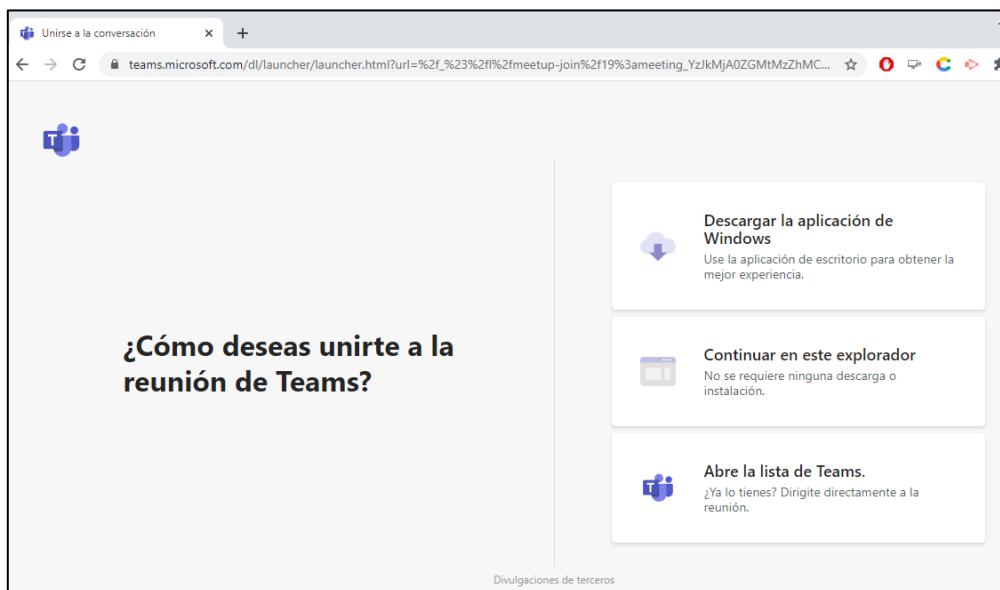 Unirse a la conversación
teams.microsoft.com/dl/launcher/launcher.html?url=%2f_%23%2fl%2fmeetup-join%2f19%3ameeting_YzJkMjA0ZGMtMzZhMC...
¿Cómo deseas unirte a la
reunión de Teams?
Descargar la aplicación de
Windows
Use la aplicación de escritorio para obtener la
mejor experiencia.
Continuar en este explorador
No se requiere ninguna descarga o
instalación.
Abre la lista de Teams.
¿Ya lo tienes? Dirigite directamente a la
reunión.
Divulgaciones de terceros